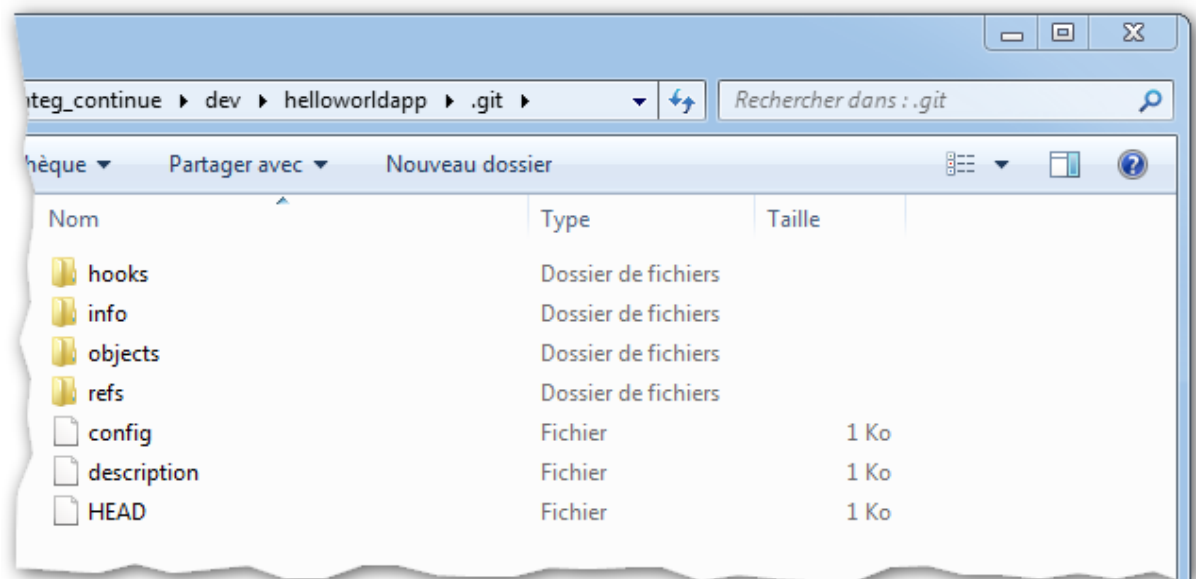 nteg_continue ▸ dev ▸ helloworldapp ▸ .git ▸ Rechercher dans : .git
hèque Partager avec Nouveau dossier
Nom Type Taille
hooks Dossier de fichiers
info Dossier de fichiers
objects Dossier de fichiers
refs Dossier de fichiers
config Fichier 1 Ko
description Fichier 1 Ko
HEAD Fichier 1 Ko